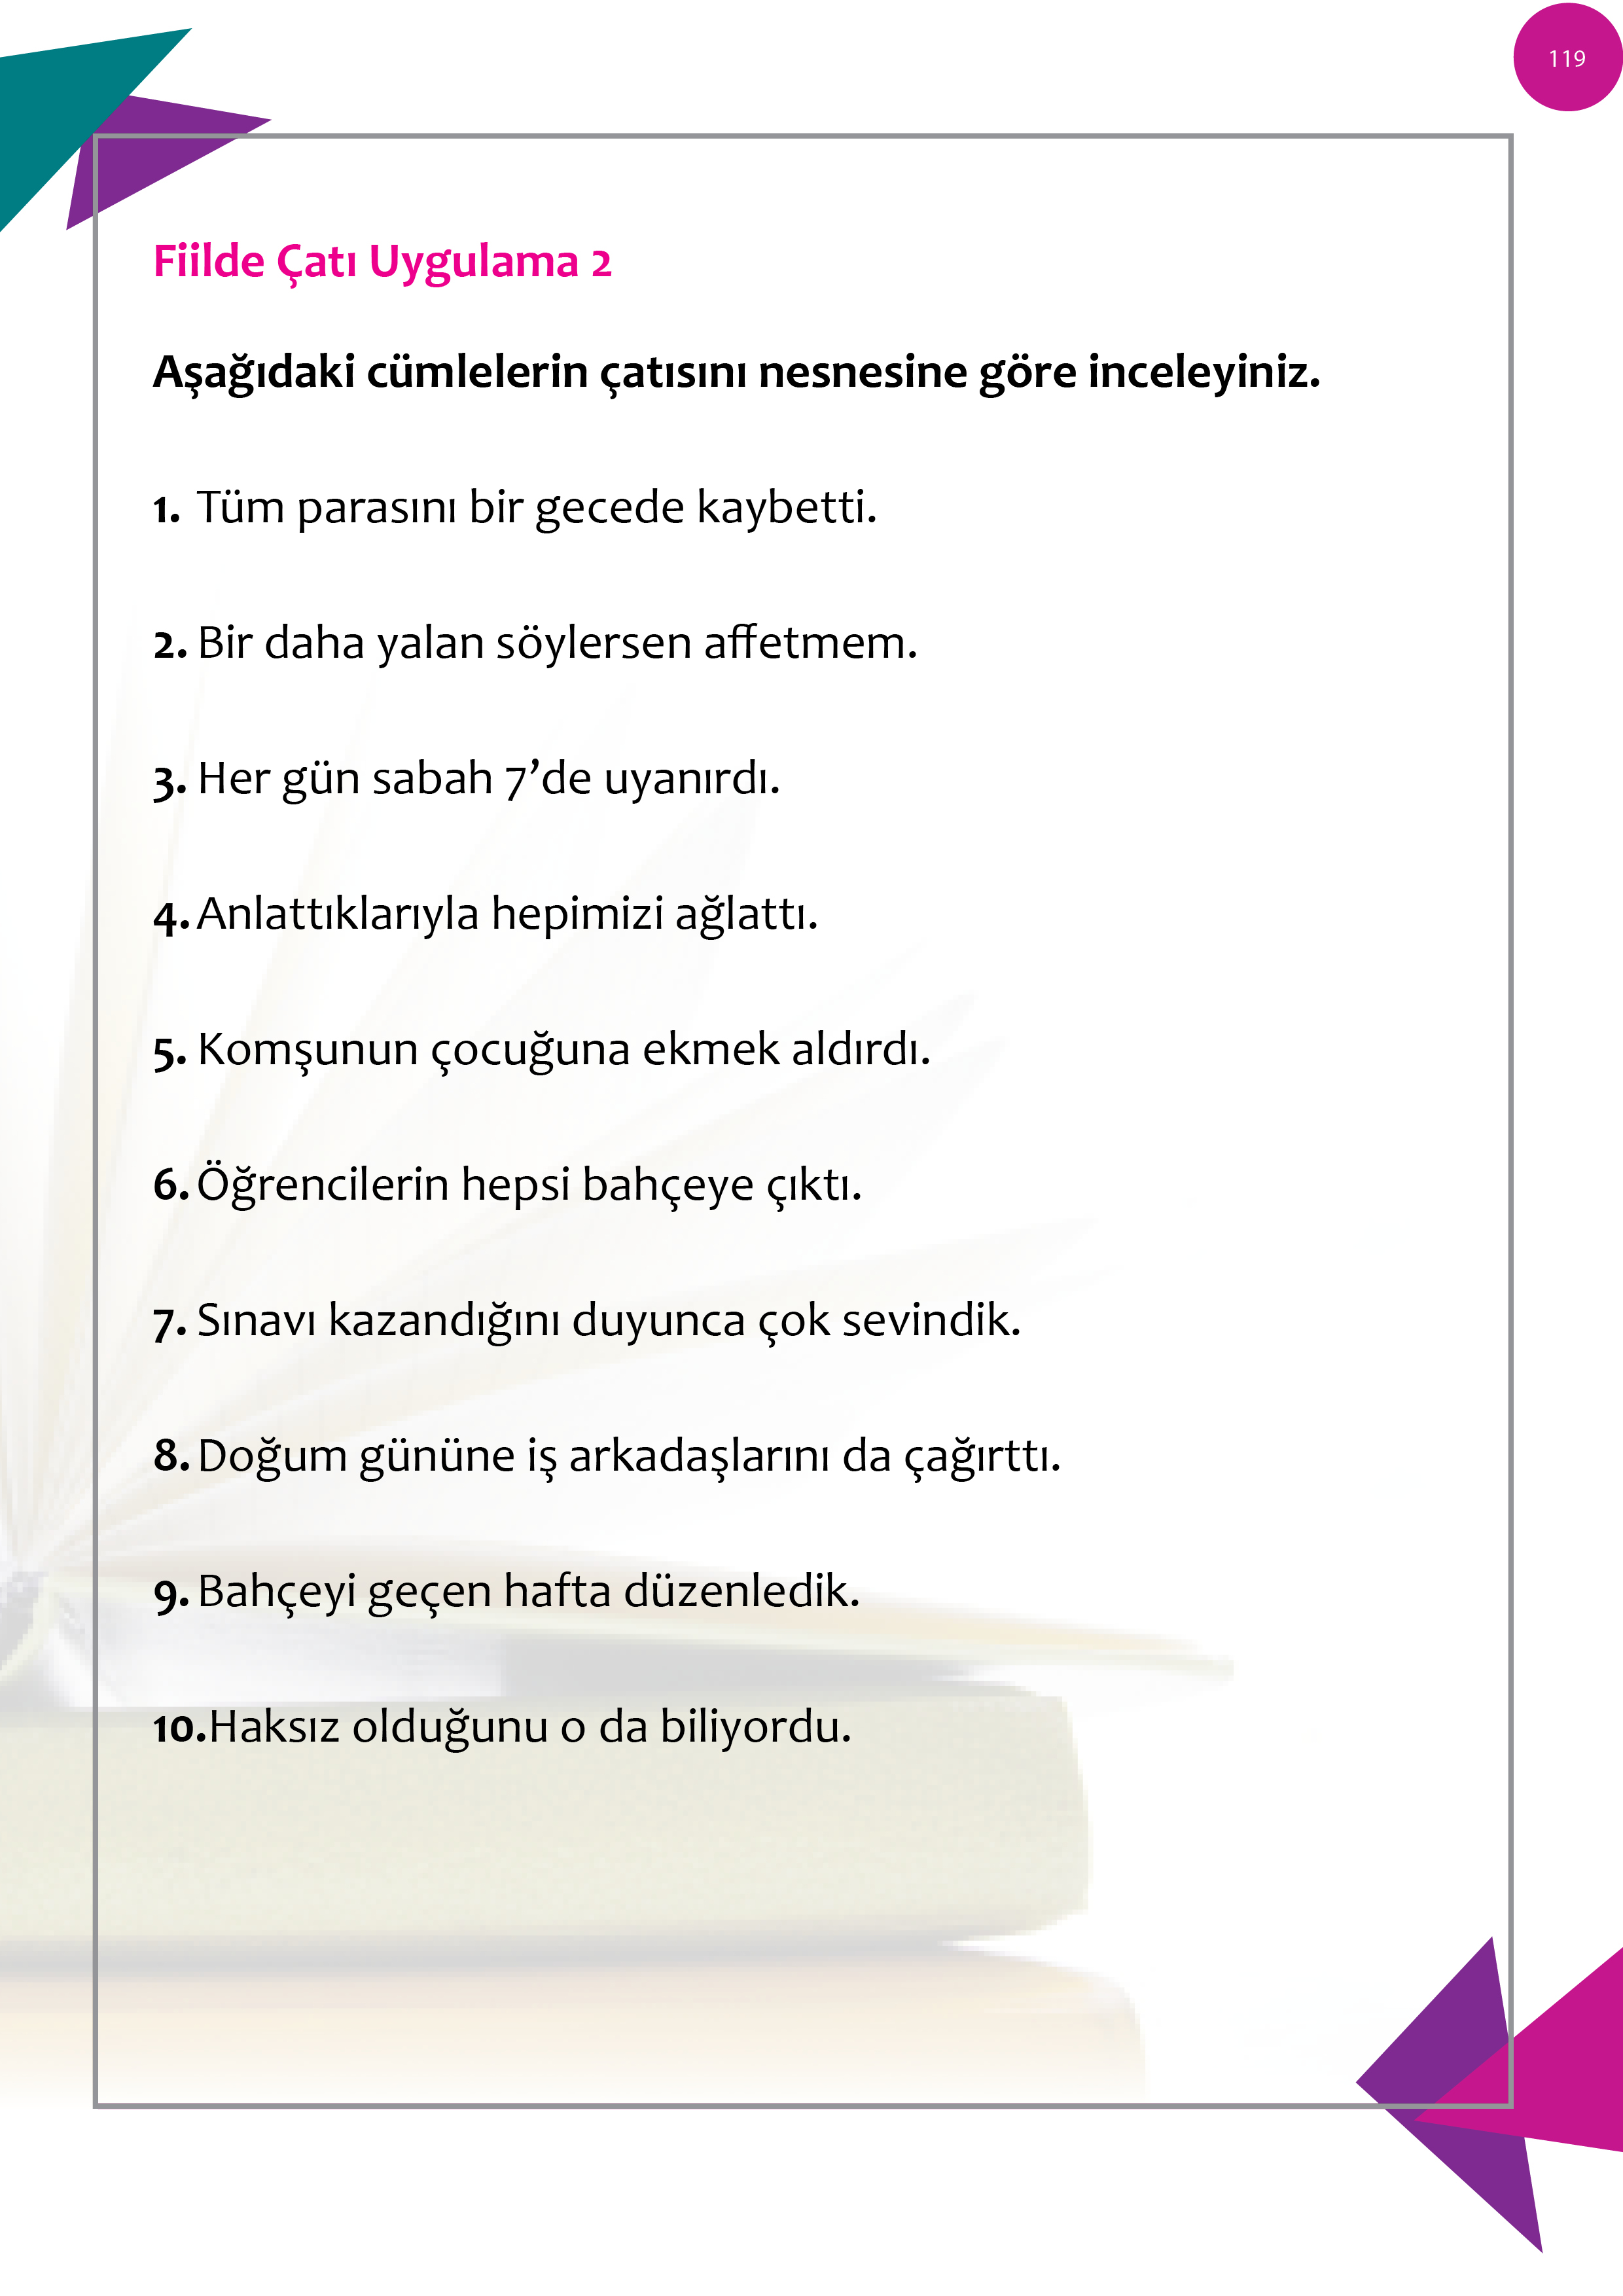 119
Fiilde Çatı Uygulama 2
Aşağıdaki cümlelerin çatısını nesnesine göre inceleyiniz.
1. Tüm parasını bir gecede kaybetti.
2. Bir daha yalan söylersen affetmem.
3. Her gün sabah 7’de uyanırdı.
4. Anlattıklarıyla hepimizi ağlattı.
5. Komşunun çocuğuna ekmek aldırdı.
6. Öğrencilerin hepsi bahçeye çıktı.
7. Sınavı kazandığını duyunca çok sevindik.
8. Doğum gününe iş arkadaşlarını da çağırttı.
9. Bahçeyi geçen hafta düzenledik.
10.Haksız olduğunu o da biliyordu.